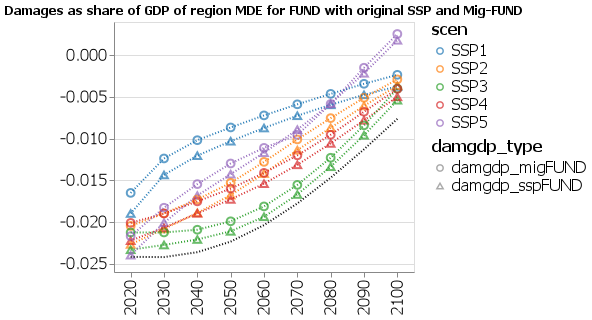 Damages as share of GDP of region MDE for FUND with original SSP and Mig-FUND
0.000
−0.005
−0.010
−0.015
−0.020
−0.025
2020
2030
2040
2050
2060
2070
2080
2090
2100
scen
SSP1
SSP2
SSP3
SSP4
SSP5
damgdp_type
damgdp_migFUND
damgdp_sspFUND